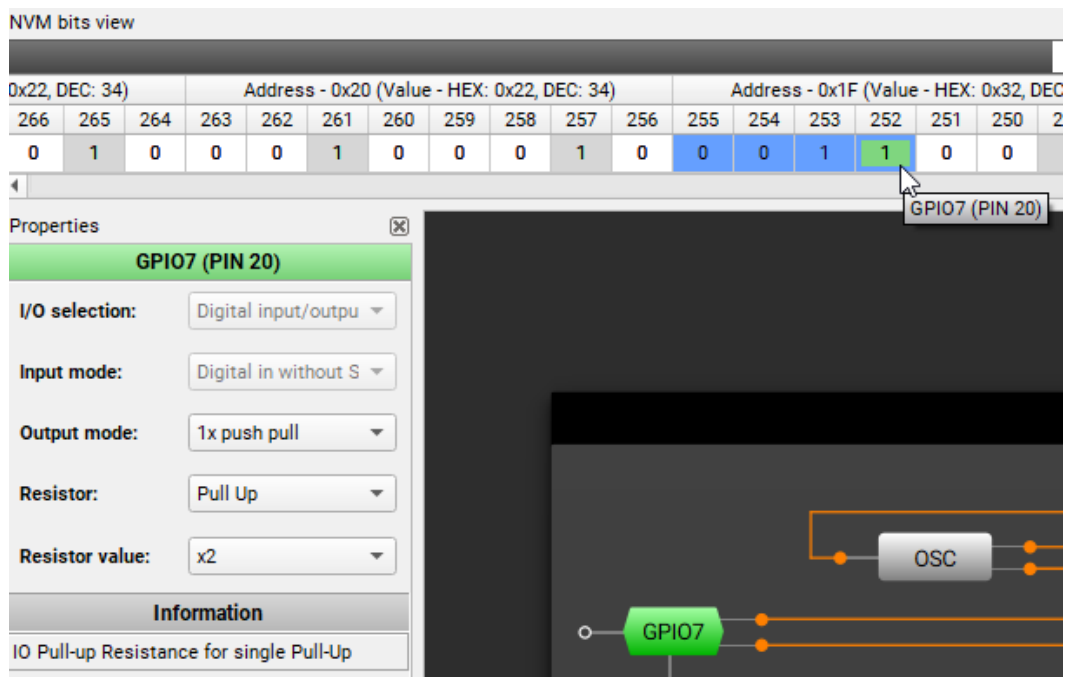 NVM bits view
0x22, DEC: 34) Address - 0x20 (Value - HEX: 0x22, DEC: 34) Address - 0x1F (Value - HEX: 0x32, DEC
266 265 264 263 262 261 260 259 258 257 256 255 254 253 252 251 250 2
0 1 0 0 0 1 0 0 0 1 0 0 0 1 1 0 0
GPIO7 (PIN 20)
Properties
GPIO7 (PIN 20)
I/O selection: Digital input/outpu
Input mode: Digital in without S
Output mode: 1x push pull
Resistor: Pull Up
Resistor value: x2
Information
IO Pull-up Resistance for single Pull-Up
OSC
GPIO7